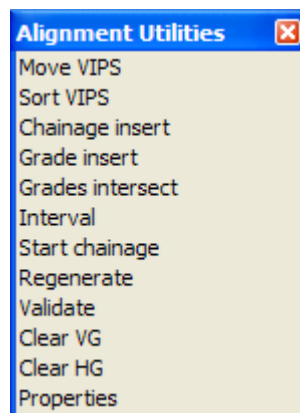 Alignment Utilities
Move VIPS
Sort VIPS
Chainage insert
Grade insert
Grades intersect
Interval
Start chainage
Regenerate
Validate
Clear VG
Clear HG
Properties